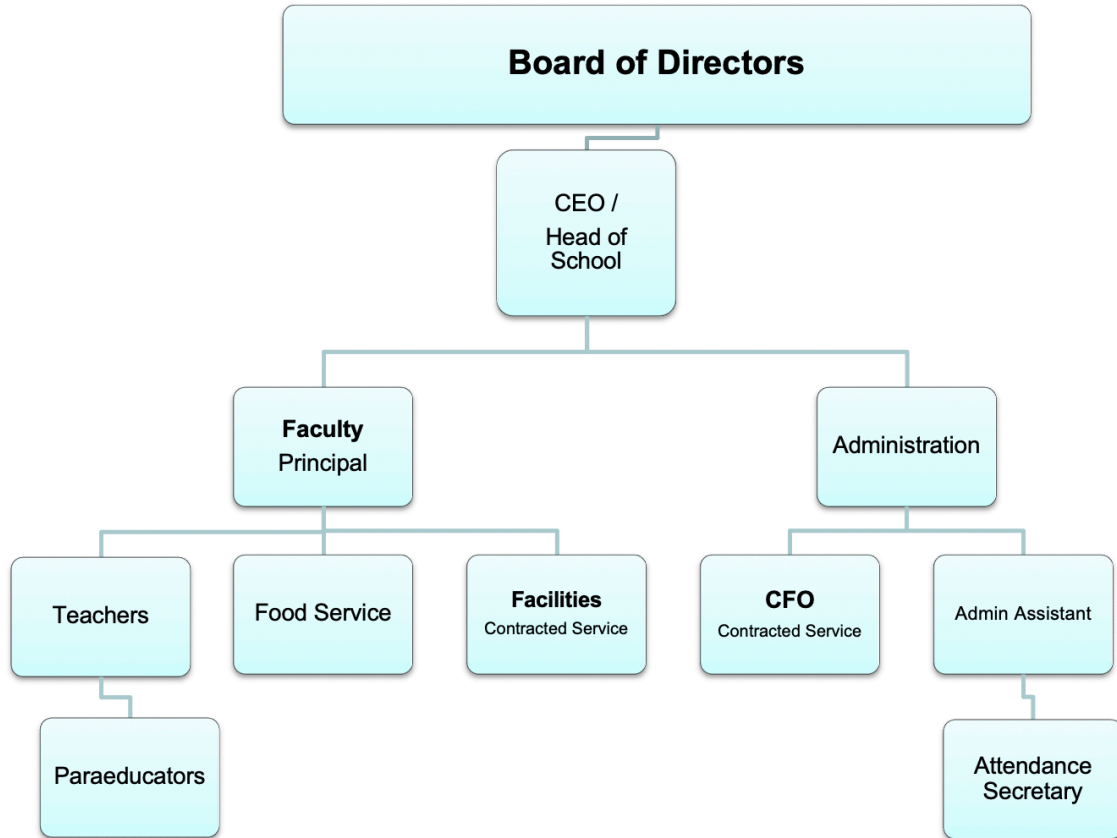 Board of Directors
CEO /
Head of
School
Faculty
Principal
Administration
Teachers
Food Service
Facilities
Contracted Service
CFO
Contracted Service
Admin Assistant
Paraeducators
Attendance
Secretary